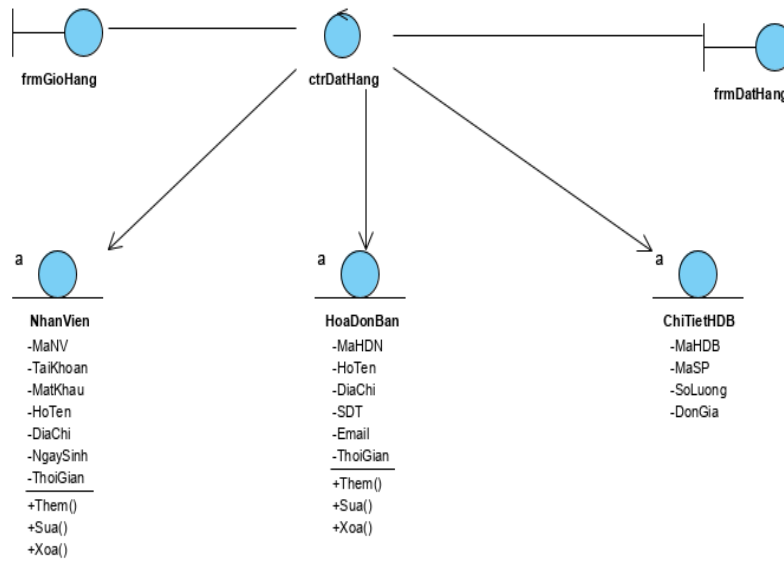 frmGioHang
ctrDatHang
frmDatHang
a
NhanVien
-MaNV
-TaiKhoan
-MatKhau
-HoTen
-DiaChi
-NgaySinh
-ThoiGian
+Them()
+Sua()
+Xoa()
a
HoaDonBan
-MaHDN
-HoTen
-DiaChi
-SDT
-Email
-ThoiGian
+Them()
+Sua()
+Xoa()
a
ChiTietHDB
-MaHDB
-MaSP
-SoLuong
-DonGia